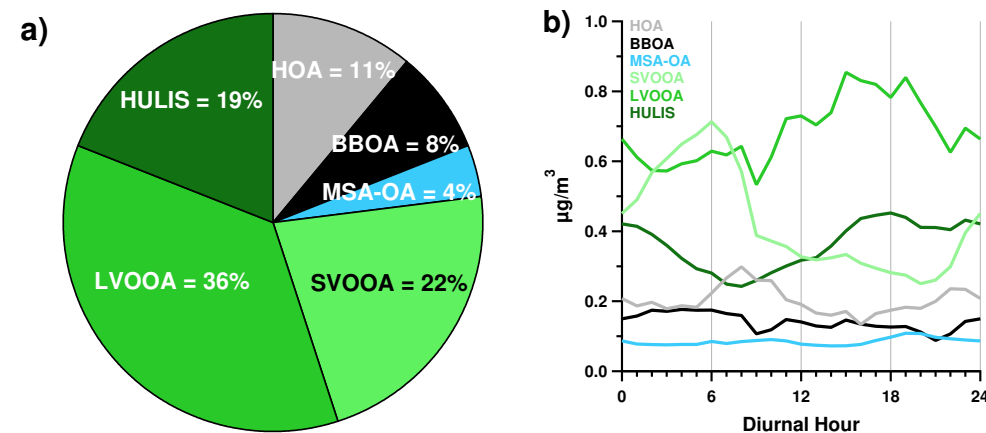 a)
HOA = 11%
BBOA = 8%
MSA-OA = 4%
SVOOA = 22%
LVOOA = 36%
HULIS = 19%
b)
HOA
BBOA
MSA-OA
SVOOA
LVOOA
HULIS
1.0
0.8
0.6
0.4
0.2
0.0
µg/m³
0 6 12 18 24
Diurnal Hour